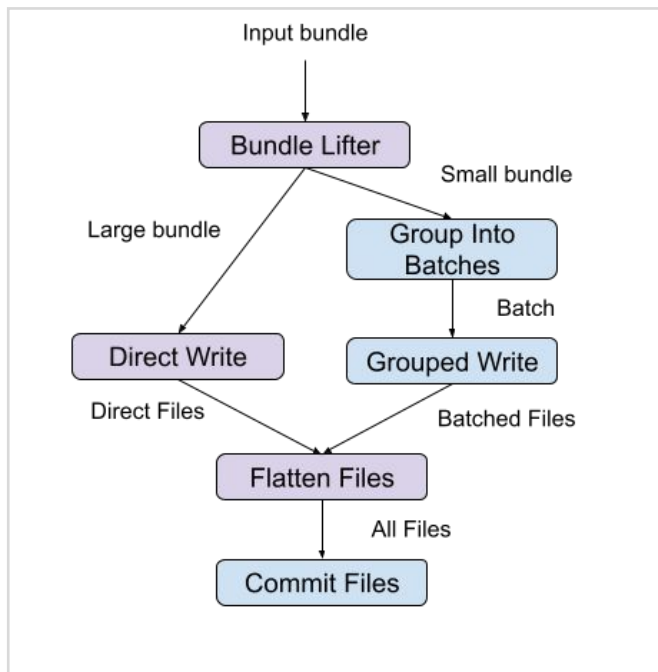 Input bundle
Bundle Lifter
Small bundle
Large bundle
Group Into
Batches
Batch
Direct Write
Grouped Write
Direct Files
Batched Files
Flatten Files
All Files
Commit Files